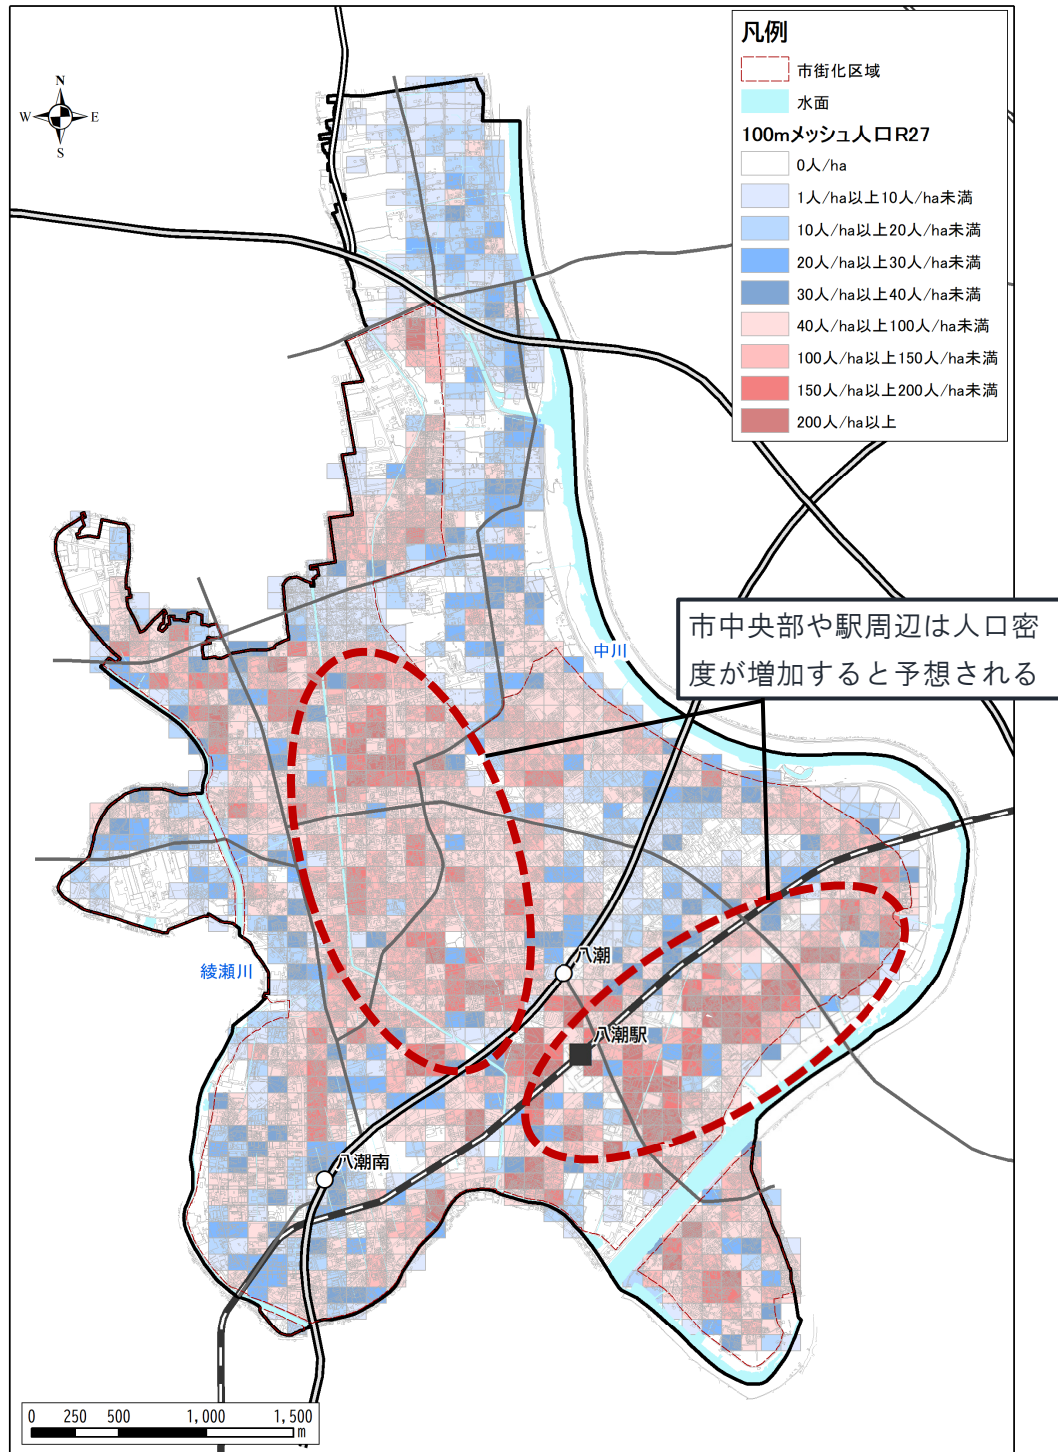 凡例
市街化区域
水面
100mメッシュ人口R27
0人/ha
1人/ha以上10人/ha未満
10人/ha以上20人/ha未満
20人/ha以上30人/ha未満
30人/ha以上40人/ha未満
40人/ha以上100人/ha未満
100人/ha以上150人/ha未満
150人/ha以上200人/ha未満
200人/ha以上
N
W E
S
市中央部や駅周辺は人口密
度が増加すると予想される
中川
綾瀬川
八潮
八潮駅
八潮南
0 250 500 1,000 1,500
m